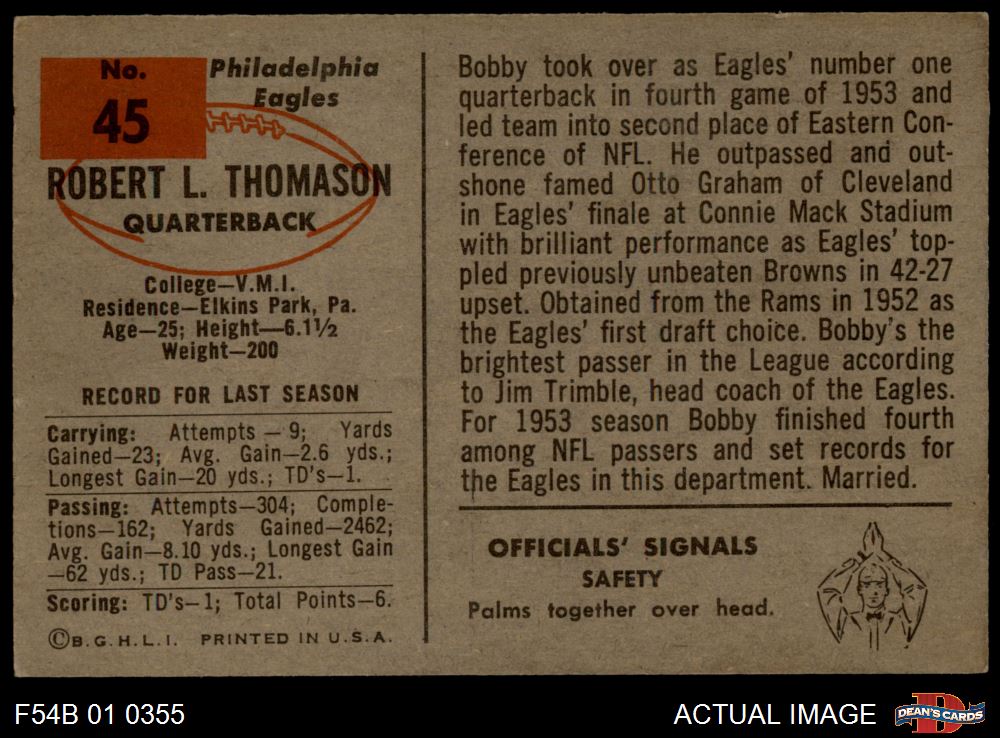 No.
45
Philadelphia
Eagles
ROBERT L. THOMASON
QUARTERBACK
College—V.M.I.
Residence—Elkins Park, Pa.
Age—25; Height—6.1½
Weight—200
RECORD FOR LAST SEASON
Carrying: Attempts — 9; Yards
Gained—23; Avg. Gain—2.6 yds.;
Longest Gain—20 yds.; TD's—1.
Passing: Attempts—304; Comple-
tions—162; Yards Gained—2462;
Avg. Gain—8.10 yds.; Longest Gain
—62 yds.; TD Pass—21.
Scoring: TD's—1; Total Points—6.
©B.G.H.L.I. PRINTED IN U.S.A.
Bobby took over as Eagles' number one
quarterback in fourth game of 1953 and
led team into second place of Eastern Con-
ference of NFL. He outpassed and out-
shone famed Otto Graham of Cleveland
in Eagles' finale at Connie Mack Stadium
with brilliant performance as Eagles' top-
pled previously unbeaten Browns in 42-27
upset. Obtained from the Rams in 1952 as
the Eagles' first draft choice. Bobby's the
brightest passer in the League according
to Jim Trimble, head coach of the Eagles.
For 1953 season Bobby finished fourth
among NFL passers and set records for
the Eagles in this department. Married.
OFFICIALS' SIGNALS
SAFETY
Palms together over head.
F54B 01 0355
ACTUAL IMAGE
D
DEAN'S CARDS